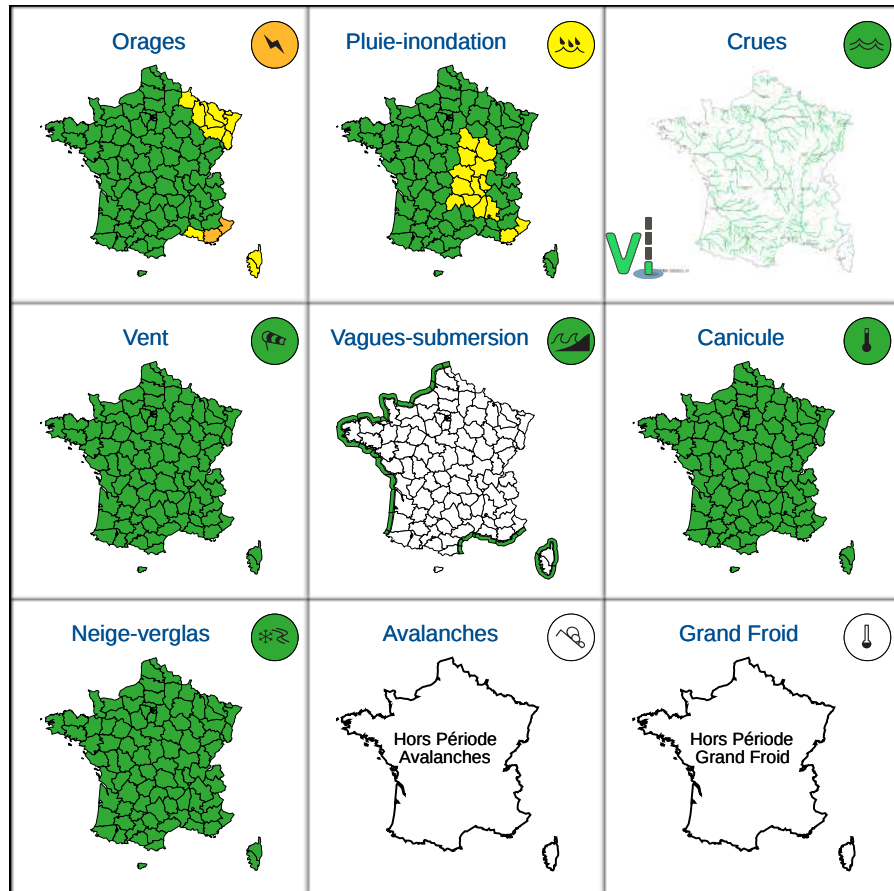 Orages
Pluie-inondation
Crues
Vent
Vagues-submersion
Canicule
Neige-verglas
Avalanches
Grand Froid
Hors Période
Avalanches
Hors Période
Grand Froid